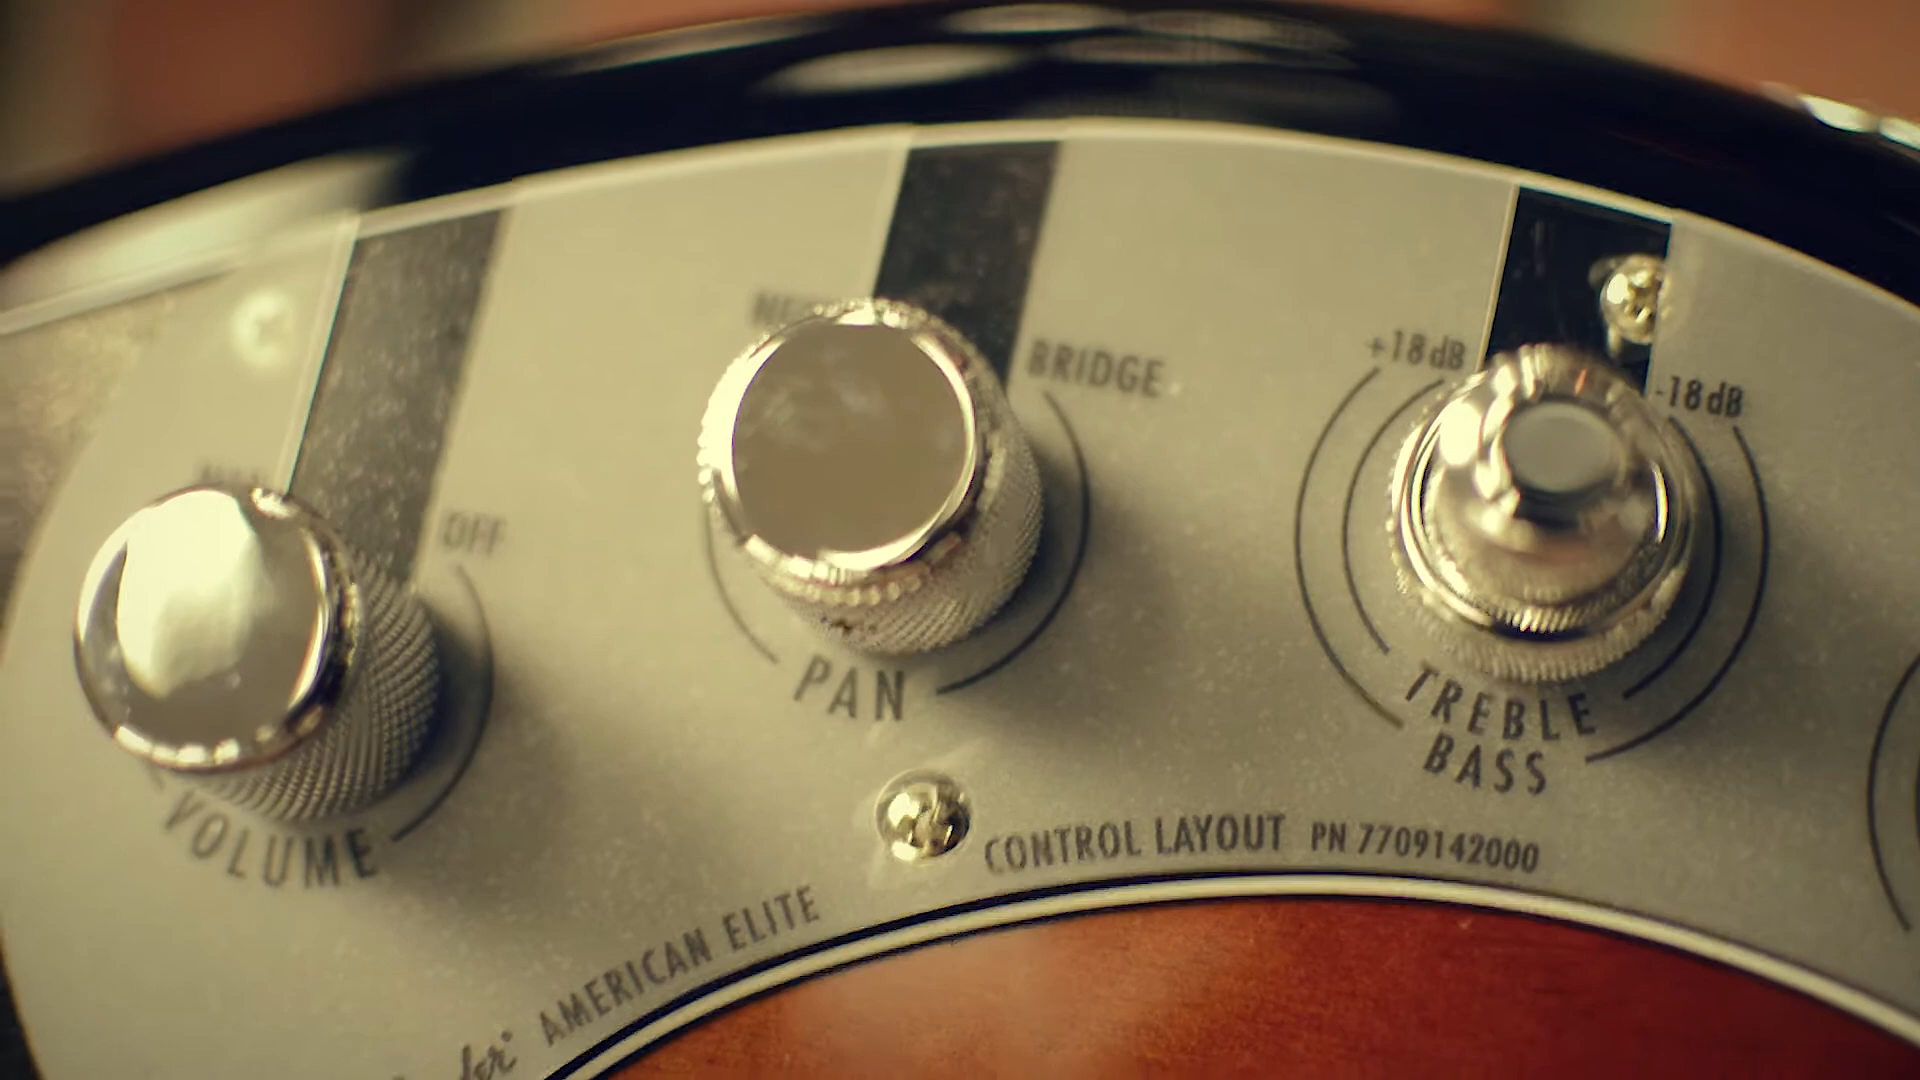 OFF
VOLUME
BRIDGE
PAN
+18dB
-18dB
TREBLE
BASS
CONTROL LAYOUT PN 7709142000
AMERICAN ELITE